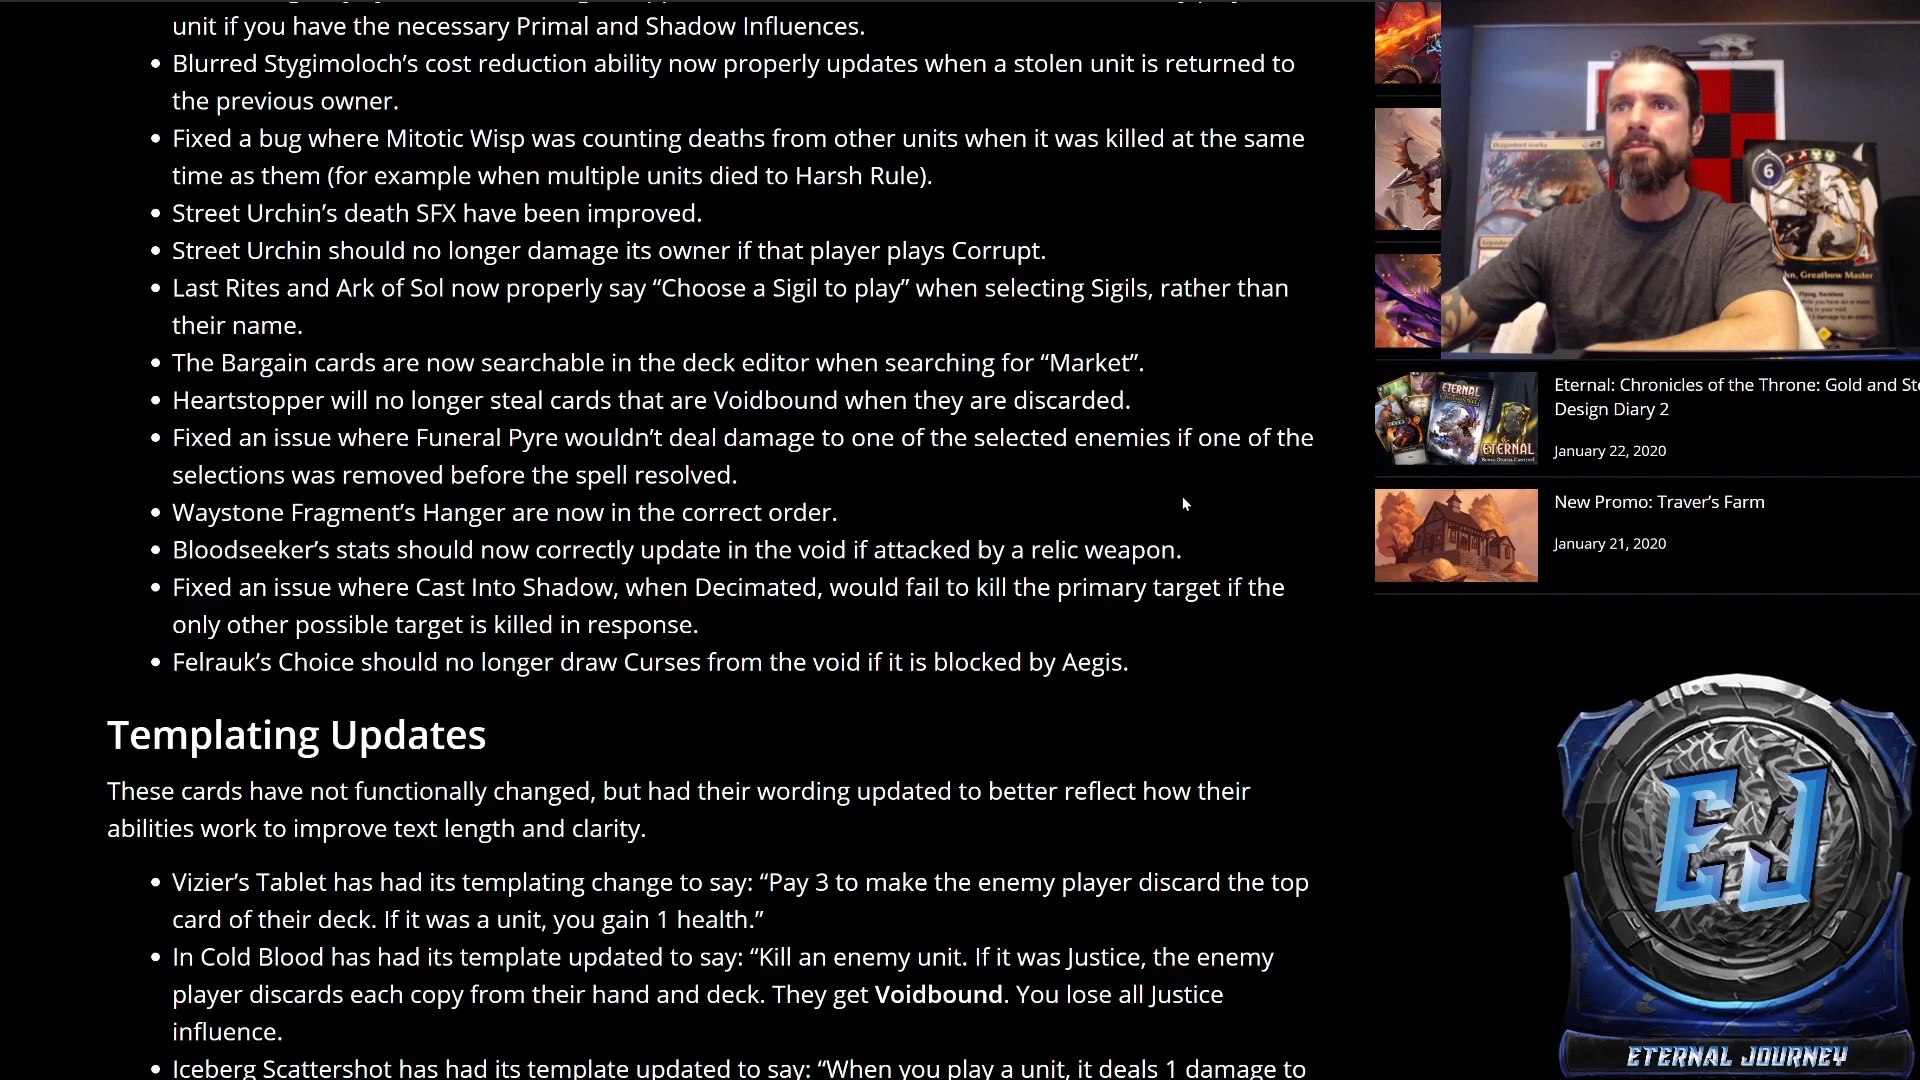 unit if you have the necessary Primal and Shadow Influences.
• Blurred Stygimoloch’s cost reduction ability now properly updates when a stolen unit is returned to
the previous owner.
• Fixed a bug where Mitotic Wisp was counting deaths from other units when it was killed at the same
time as them (for example when multiple units died to Harsh Rule).
• Street Urchin’s death SFX have been improved.
• Street Urchin should no longer damage its owner if that player plays Corrupt.
• Last Rites and Ark of Sol now properly say “Choose a Sigil to play” when selecting Sigils, rather than
their name.
• The Bargain cards are now searchable in the deck editor when searching for “Market”.
• Heartstopper will no longer steal cards that are Voidbound when they are discarded.
• Fixed an issue where Funeral Pyre wouldn’t deal damage to one of the selected enemies if one of the
selections was removed before the spell resolved.
• Waystone Fragment’s Hanger are now in the correct order.
• Bloodseeker’s stats should now correctly update in the void if attacked by a relic weapon.
• Fixed an issue where Cast Into Shadow, when Decimated, would fail to kill the primary target if the
only other possible target is killed in response.
• Felrauk’s Choice should no longer draw Curses from the void if it is blocked by Aegis.
Templating Updates
These cards have not functionally changed, but had their wording updated to better reflect how their
abilities work to improve text length and clarity.
• Vizier’s Tablet has had its templating change to say: “Pay 3 to make the enemy player discard the top
card of their deck. If it was a unit, you gain 1 health.”
• In Cold Blood has had its template updated to say: “Kill an enemy unit. If it was Justice, the enemy
player discards each copy from their hand and deck. They get Voidbound. You lose all Justice
influence.
• Iceberg Scattershot has had its template updated to say: “When you play a unit, it deals 1 damage to
6
4
hn, Greatbow Master
Flying, Reckless
ETERNAL
ETERNAL
Eternal: Chronicles of the Throne: Gold and Ste
Design Diary 2
January 22, 2020
New Promo: Traver’s Farm
January 21, 2020
EJ
ETERNAL JOURNEY